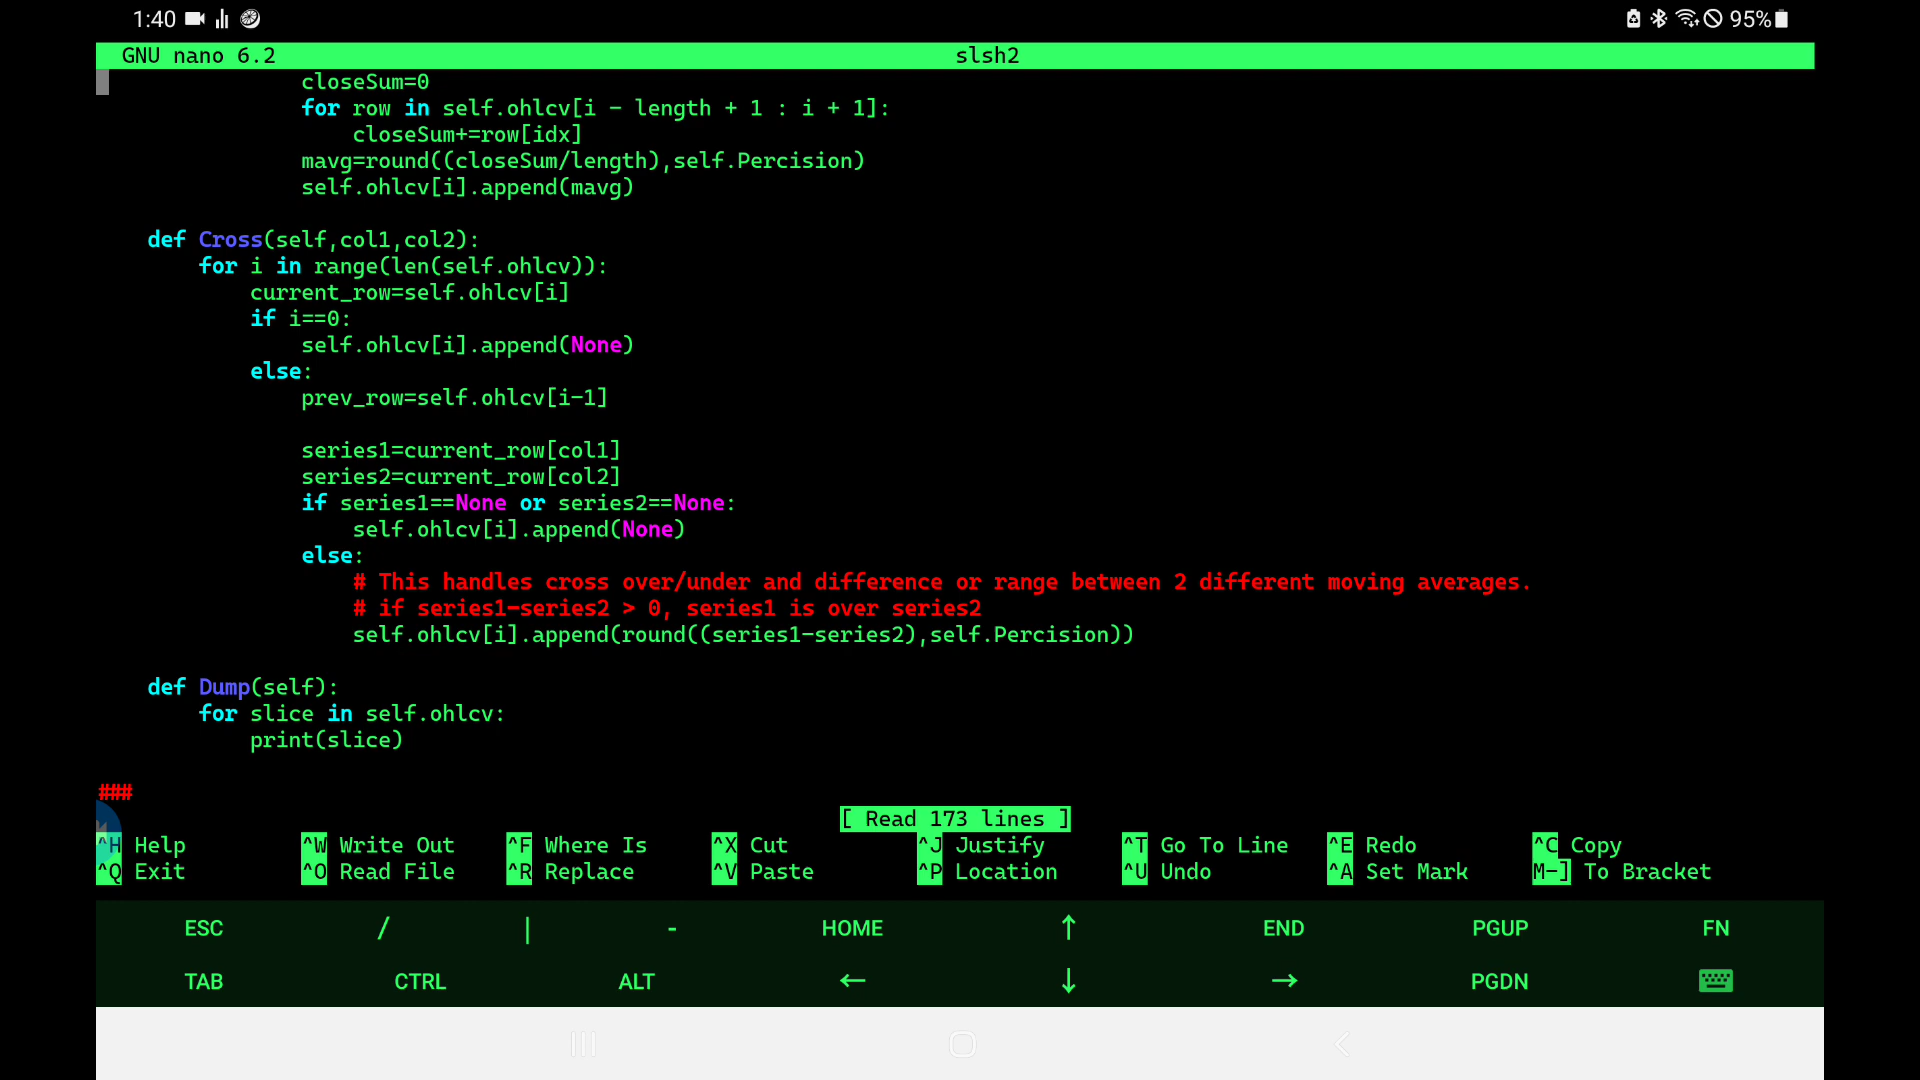 1:40 95%
GNU nano 6.2 slsh2
closeSum=0
for row in self.ohlcv[i - length + 1 : i + 1]:
closeSum+=row[idx]
mavg=round((closeSum/length),self.Percision)
self.ohlcv[i].append(mavg)
def Cross(self,col1,col2):
for i in range(len(self.ohlcv)):
current_row=self.ohlcv[i]
if i==0:
self.ohlcv[i].append(None)
else:
prev_row=self.ohlcv[i-1]
series1=current_row[col1]
series2=current_row[col2]
if series1==None or series2==None:
self.ohlcv[i].append(None)
else:
# This handles cross over/under and difference or range between 2 different moving averages.
# if series1-series2 > 0, series1 is over series2
self.ohlcv[i].append(round((series1-series2),self.Percision))
def Dump(self):
for slice in self.ohlcv:
print(slice)
###
[ Read 173 lines ]
^H Help ^W Write Out ^F Where Is ^X Cut ^J Justify ^T Go To Line ^E Redo ^C Copy
^Q Exit ^O Read File ^R Replace ^V Paste ^P Location ^U Undo ^A Set Mark M-] To Bracket
ESC / | - HOME ↑ END PGUP FN
TAB CTRL ALT ← ↓ → PGDN